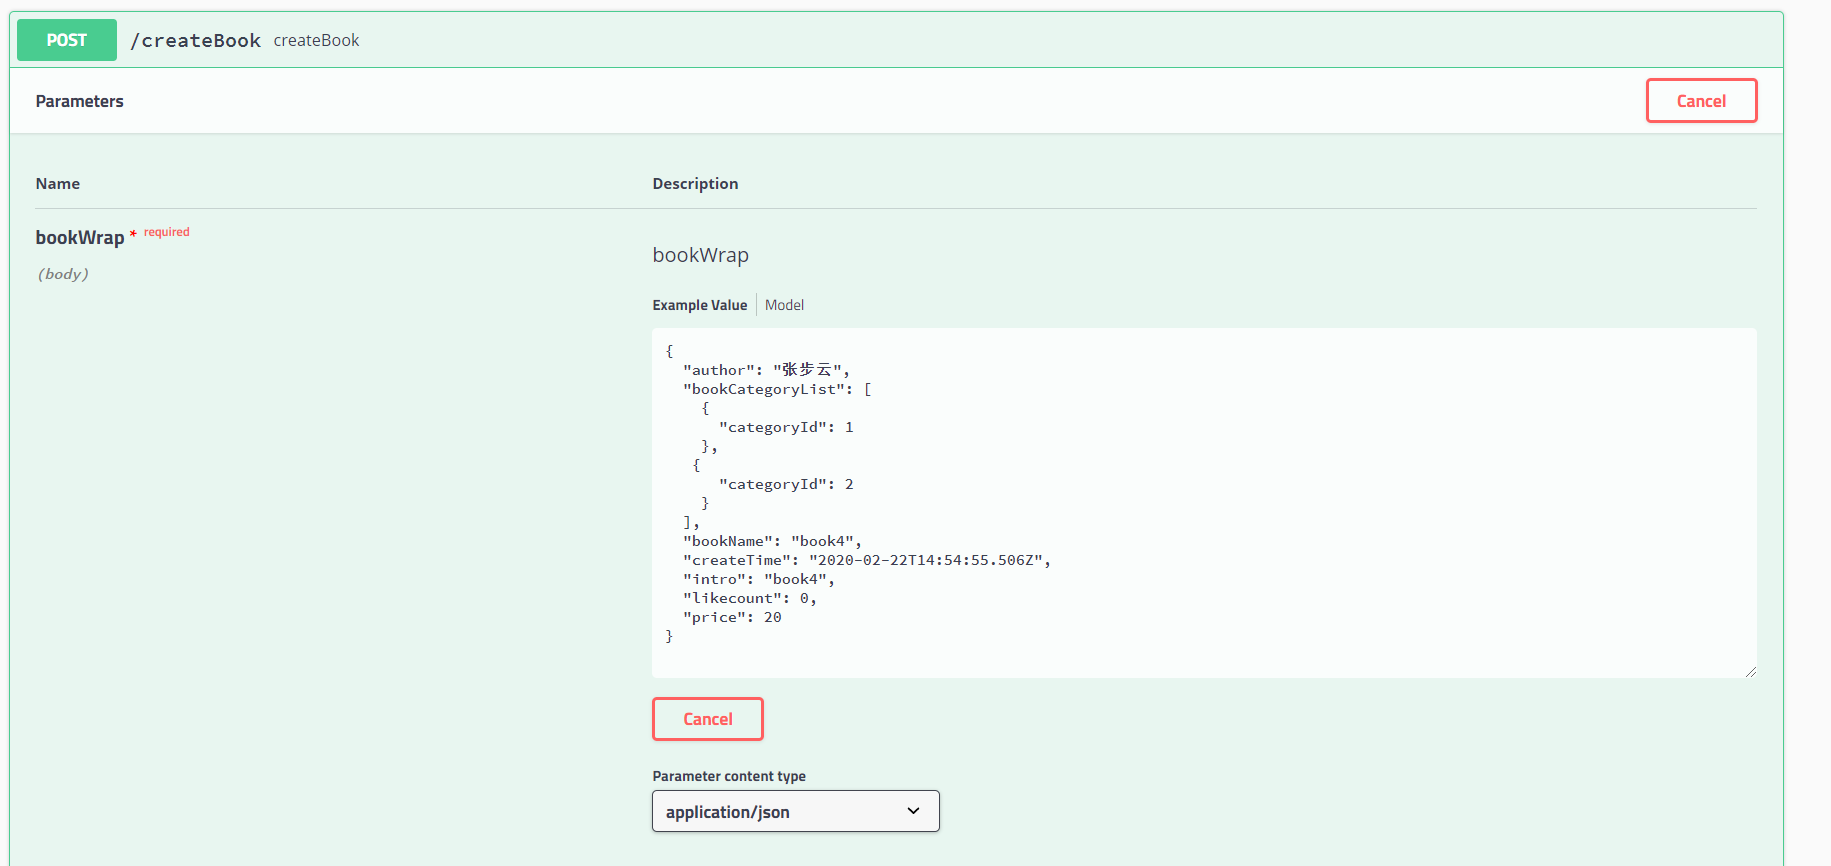 POST /createBook createBook
Parameters Cancel
Name Description
bookWrap * required
(body)
bookWrap
Example Value Model
{
  "author": "张步云",
  "bookCategoryList": [
    {
      "categoryId": 1
    },
   {
      "categoryId": 2
    }
  ],
  "bookName": "book4",
  "createTime": "2020-02-22T14:54:55.506Z",
  "intro": "book4",
  "likecount": 0,
  "price": 20
}
Cancel
Parameter content type
application/json